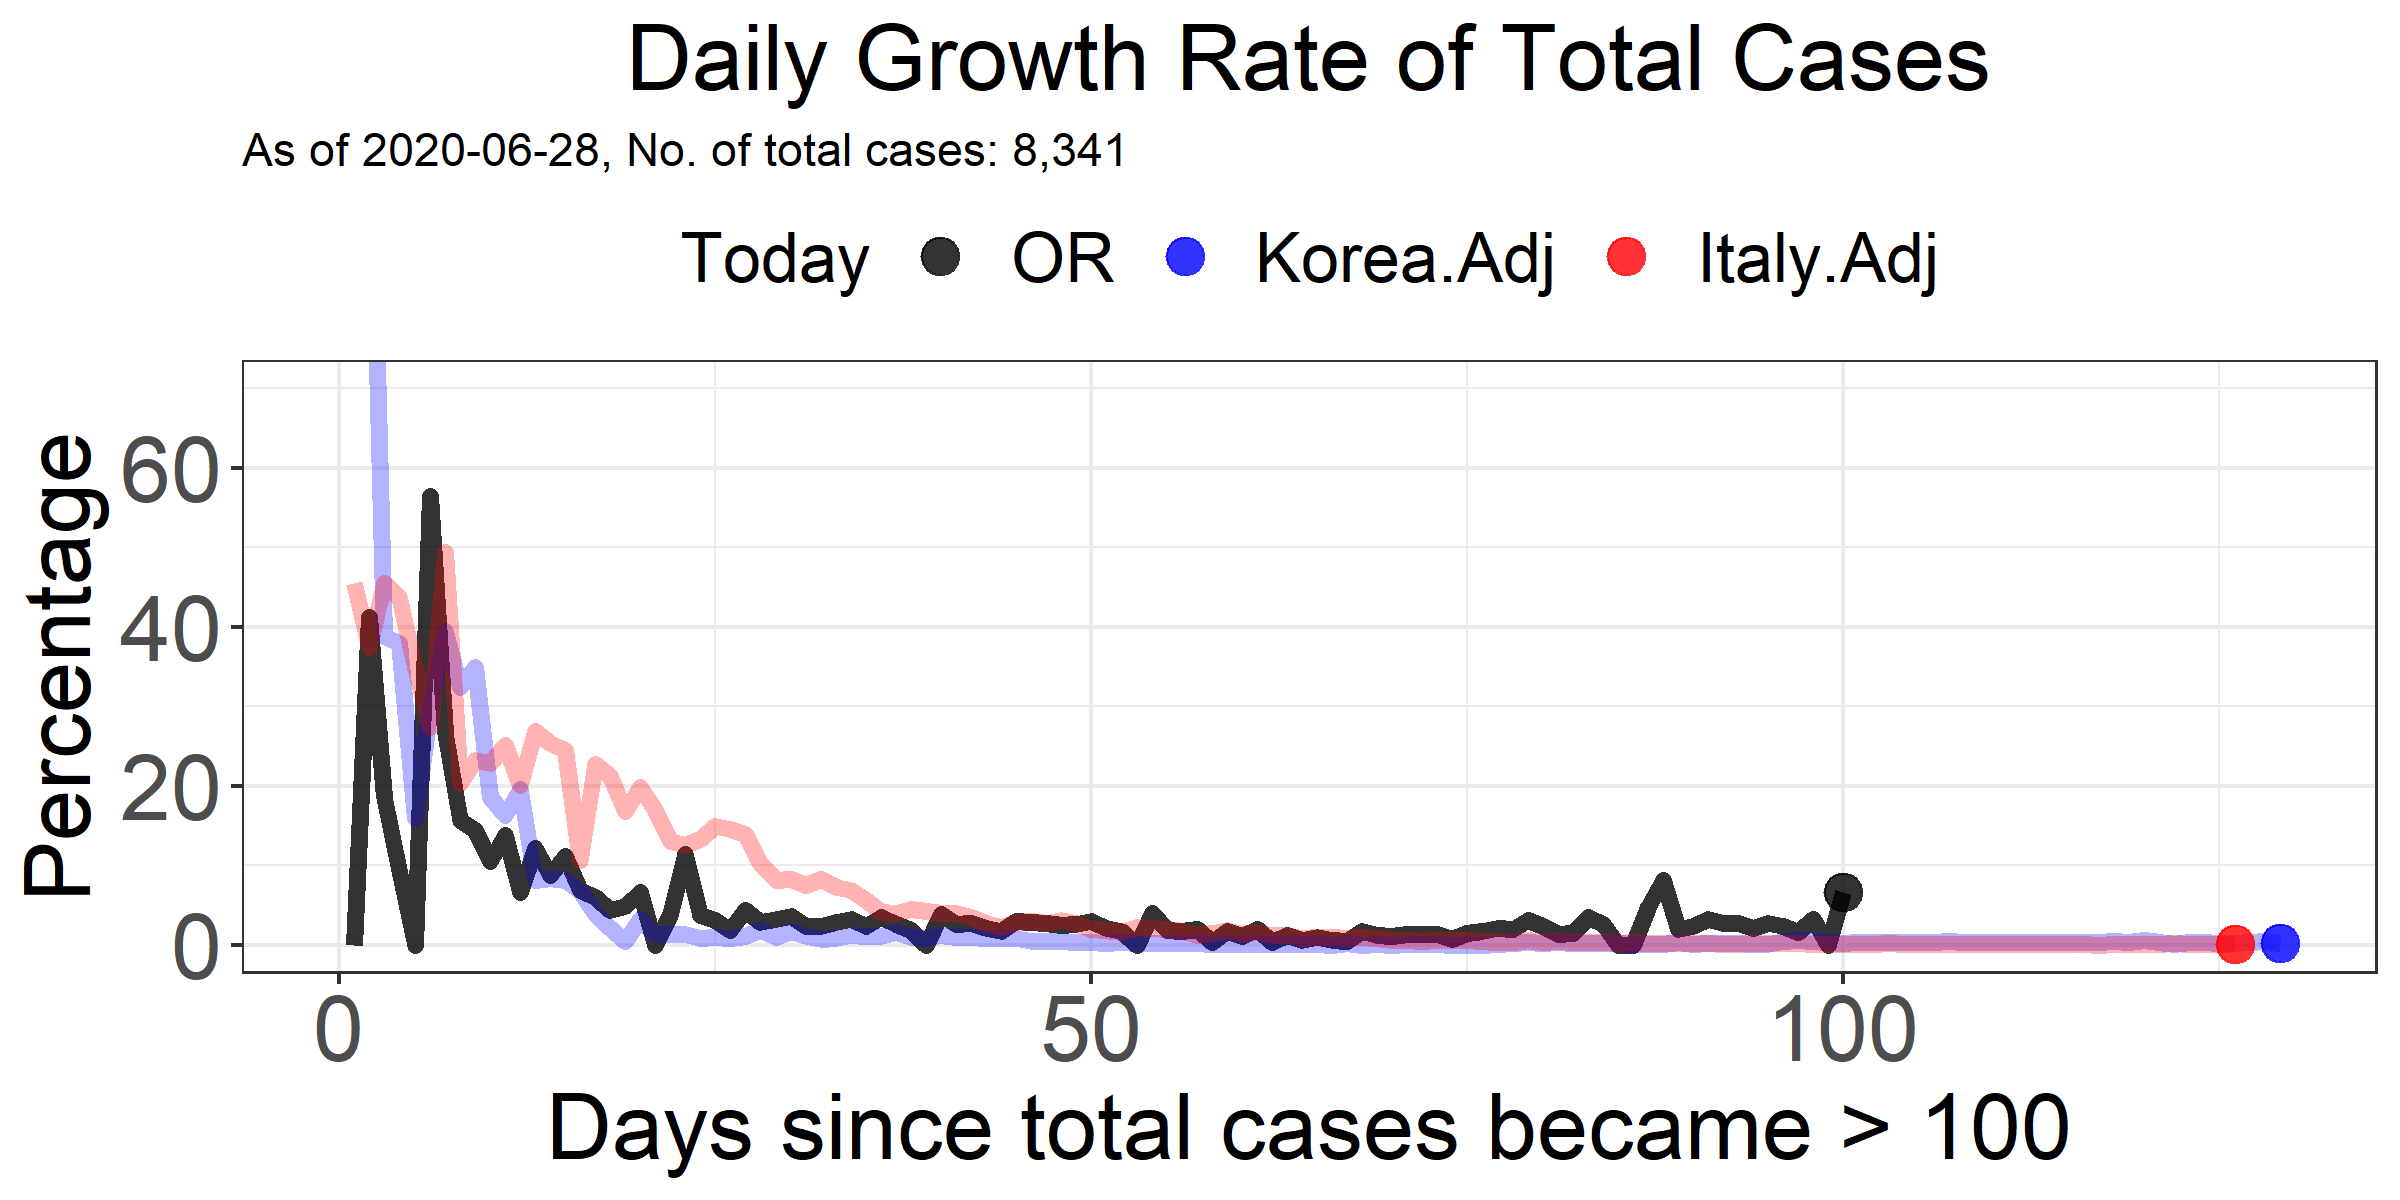 Daily Growth Rate of Total Cases
As of 2020-06-28, No. of total cases: 8,341
Today OR Korea.Adj Italy.Adj
Percentage
60
40
20
0
0 50 100
Days since total cases became > 100